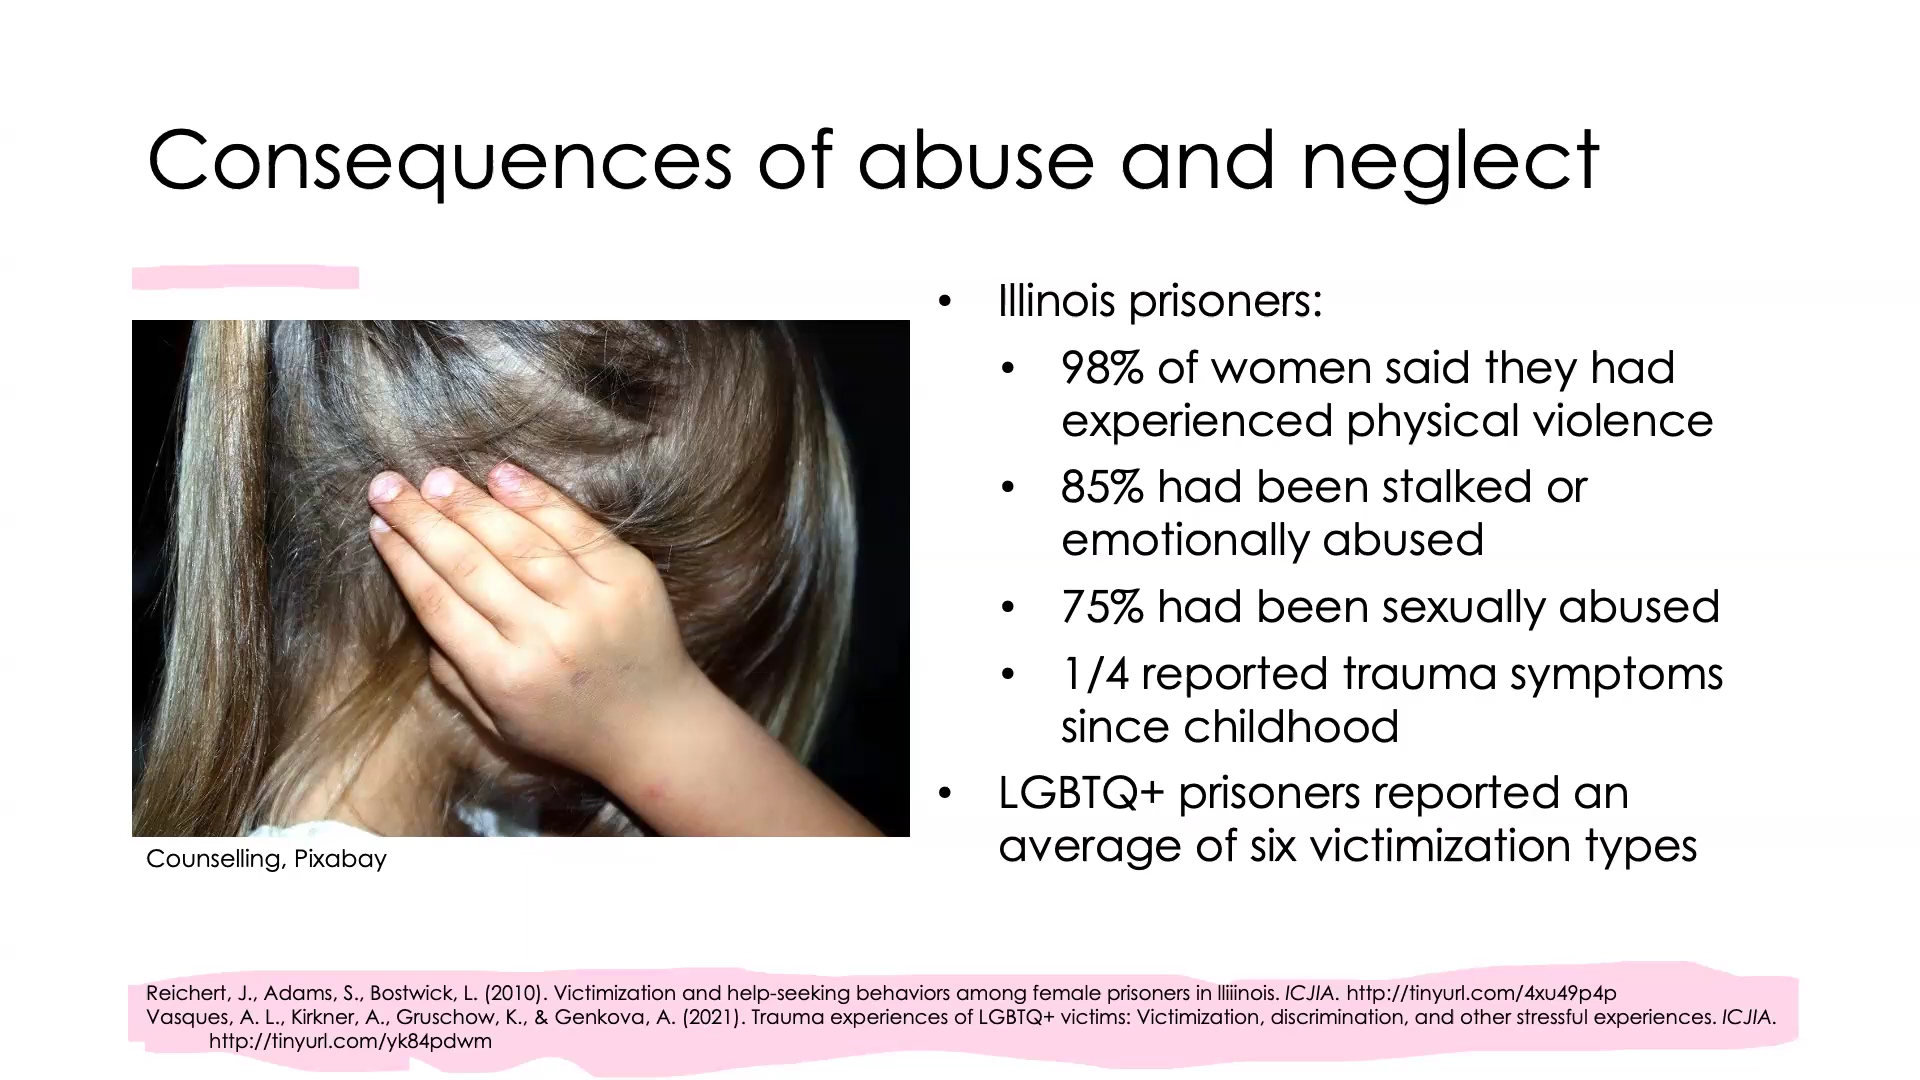 Consequences of abuse and neglect
• Illinois prisoners:
• 98% of women said they had
experienced physical violence
• 85% had been stalked or
emotionally abused
• 75% had been sexually abused
• 1/4 reported trauma symptoms
since childhood
• LGBTQ+ prisoners reported an
average of six victimization types
Counselling, Pixabay
Reichert, J., Adams, S., Bostwick, L. (2010). Victimization and help-seeking behaviors among female prisoners in lliiinois. ICJIA. http://tinyurl.com/4xu49p4p
Vasques, A. L., Kirkner, A., Gruschow, K., & Genkova, A. (2021). Trauma experiences of LGBTQ+ victims: Victimization, discrimination, and other stressful experiences. ICJIA.
http://tinyurl.com/yk84pdwm